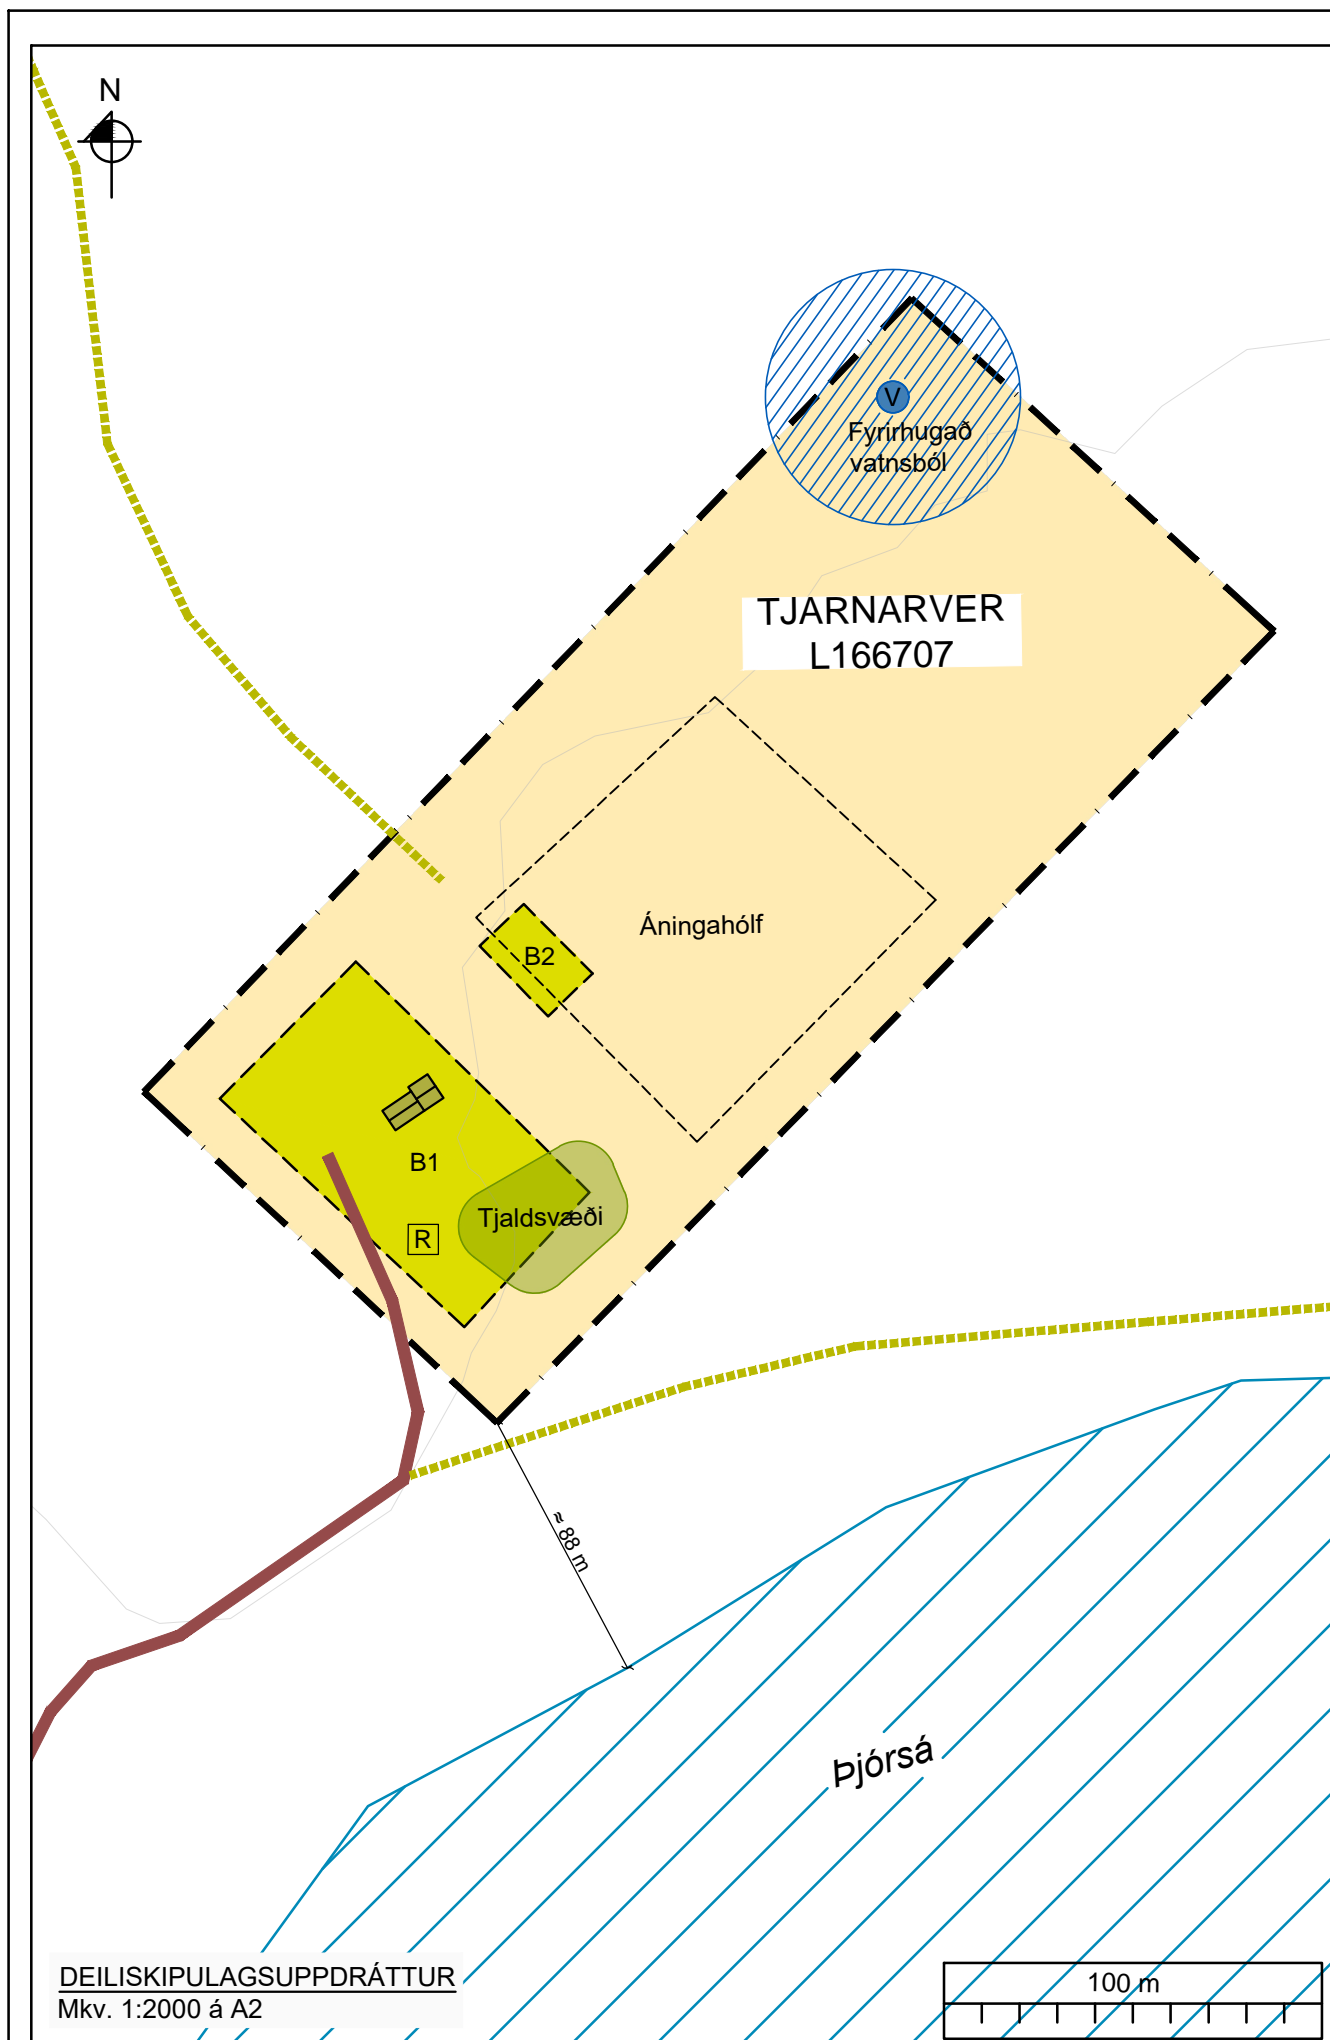 N
V
Fyrirhugað
vatnsból
TJARNARVER
L166707
Áningahólf
B2
B1
Tjaldsvæði
R
≈ 88 m
Þjórsá
DEILISKIPULAGSUPPDRÁTTUR
Mkv. 1:2000 á A2
100 m